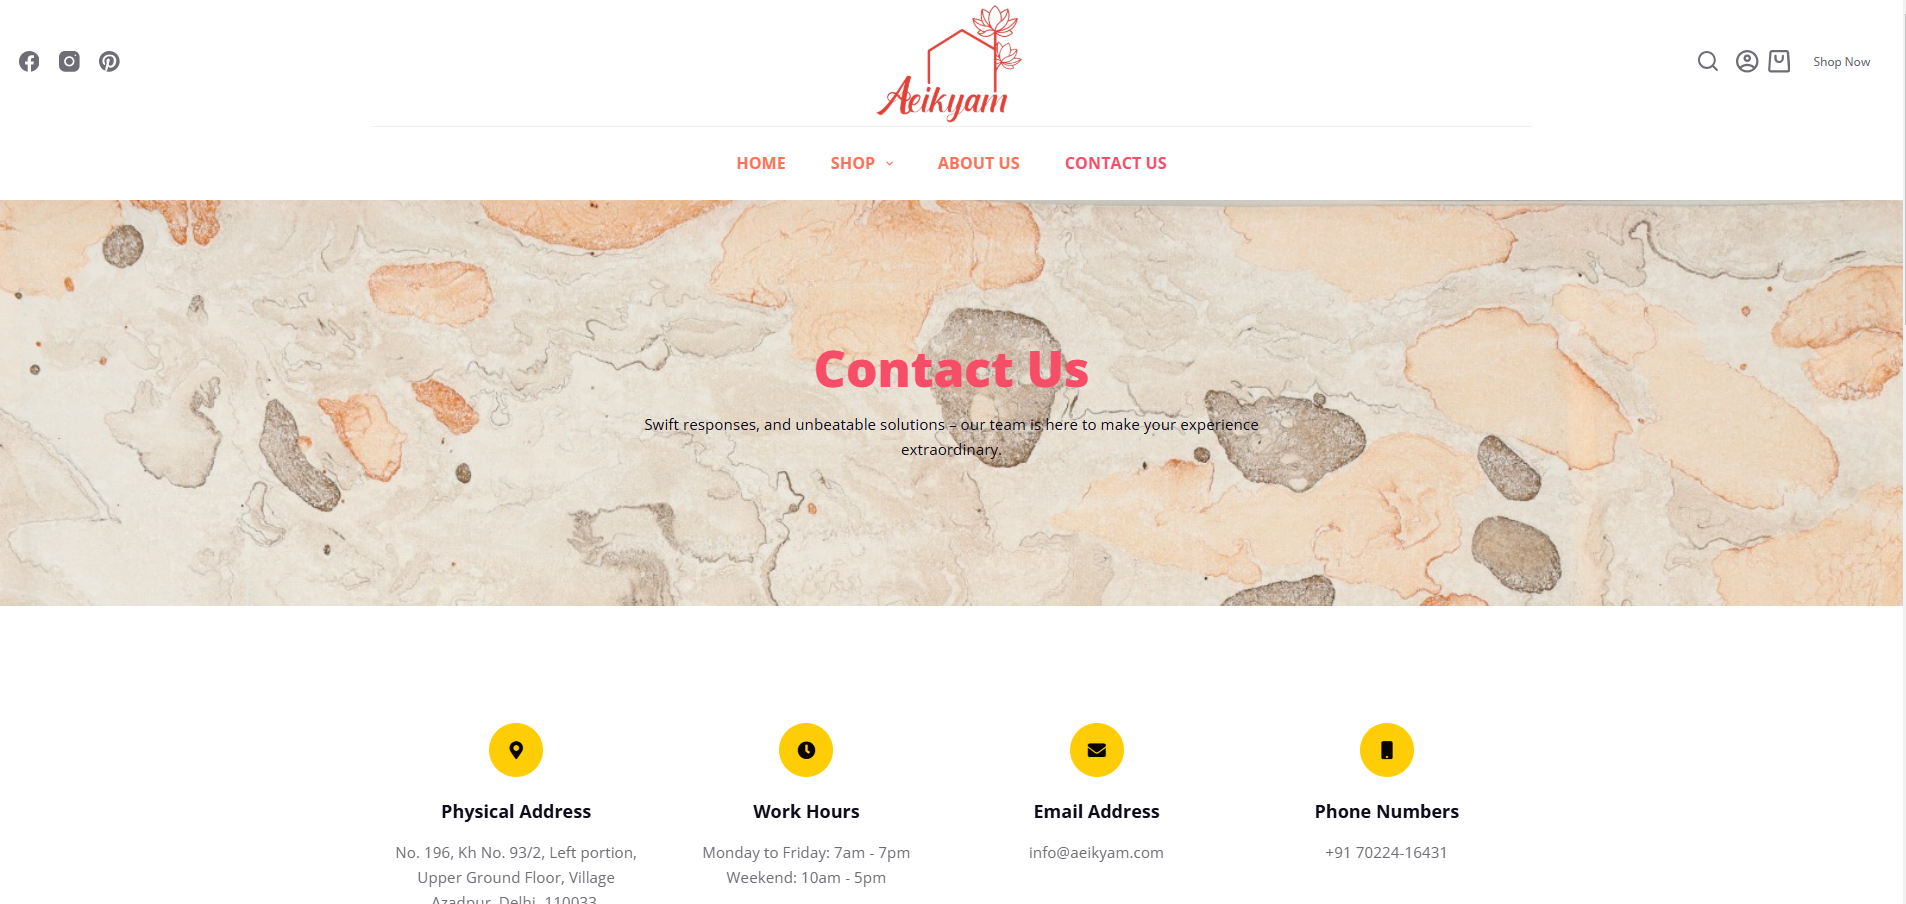 Aeikyam
Shop Now
HOME SHOP ABOUT US CONTACT US
Contact Us
Swift responses, and unbeatable solutions – our team is here to make your experience
extraordinary.
Physical Address
No. 196, Kh No. 93/2, Left portion,
Upper Ground Floor, Village
Azadpur, Delhi, 110033
Work Hours
Monday to Friday: 7am - 7pm
Weekend: 10am - 5pm
Email Address
info@aeikyam.com
Phone Numbers
+91 70224-16431